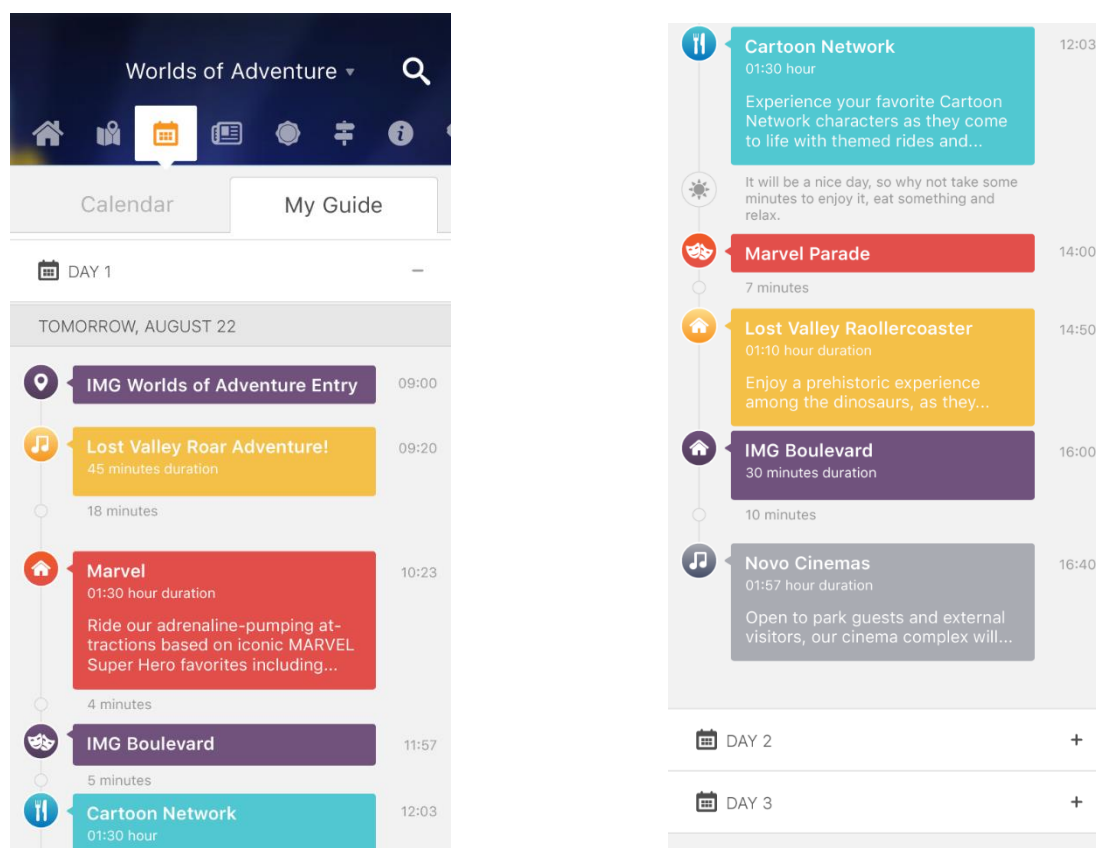 Worlds of Adventure
Calendar
My Guide
DAY 1
TOMORROW, AUGUST 22
IMG Worlds of Adventure Entry
09:00
Lost Valley Roar Adventure!
09:20
45 minutes duration
18 minutes
Marvel
10:23
01:30 hour duration
Ride our adrenaline-pumping at-
tractions based on iconic MARVEL
Super Hero favorites including...
4 minutes
IMG Boulevard
11:57
5 minutes
Cartoon Network
12:03
01:30 hour
Cartoon Network
12:03
01:30 hour
Experience your favorite Cartoon
Network characters as they come
to life with themed rides and...
It will be a nice day, so why not take some
minutes to enjoy it, eat something and
relax.
Marvel Parade
14:00
7 minutes
Lost Valley Raollercoaster
14:50
01:10 hour duration
Enjoy a prehistoric experience
among the dinosaurs, as they...
IMG Boulevard
16:00
30 minutes duration
10 minutes
Novo Cinemas
16:40
01:57 hour duration
Open to park guests and external
visitors, our cinema complex will...
DAY 2
DAY 3